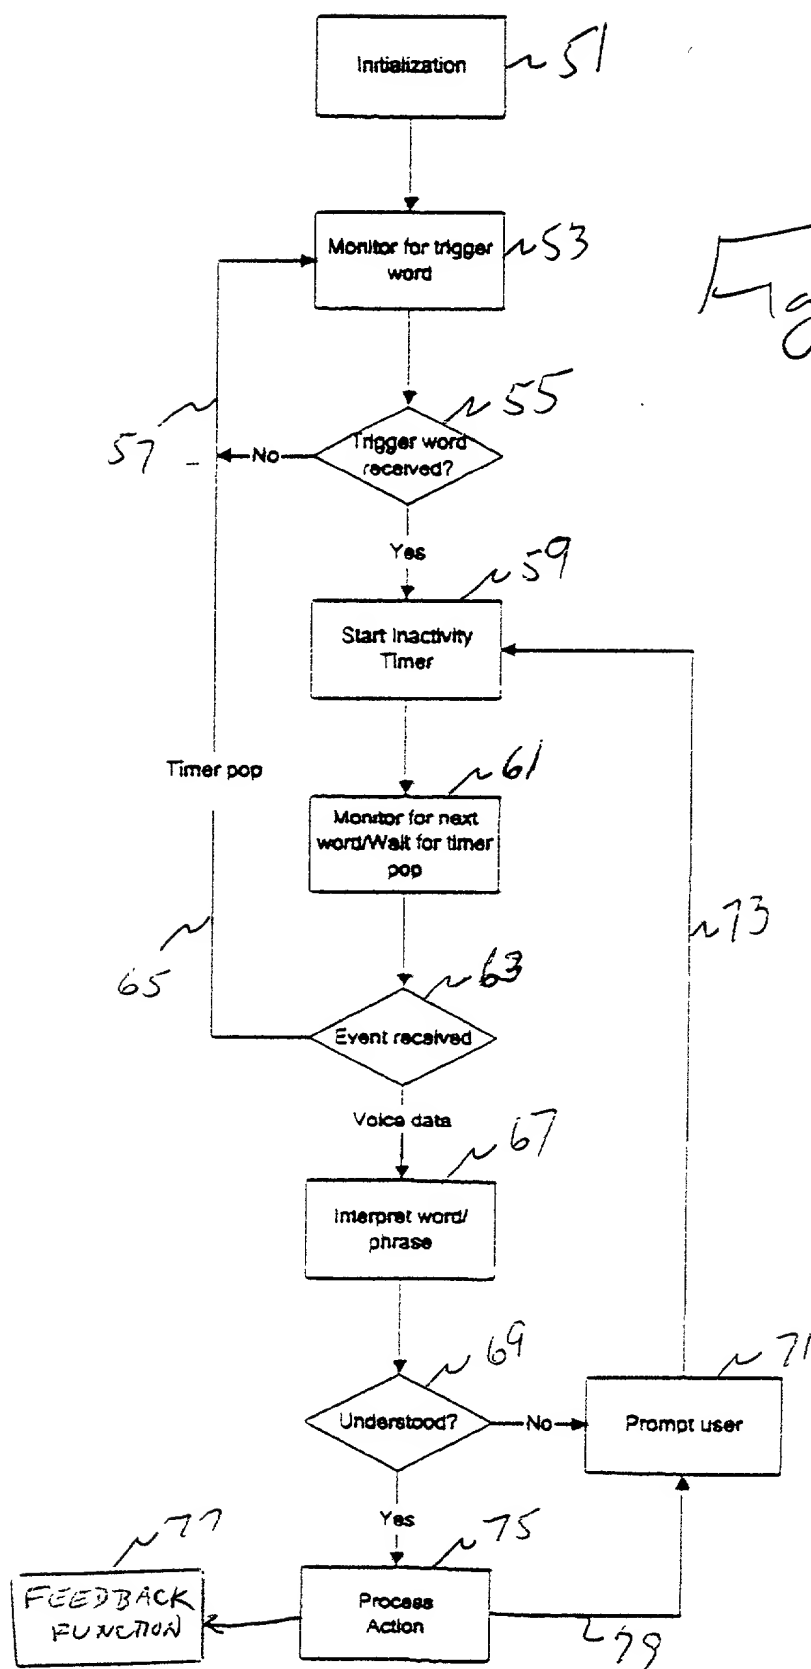 Initialization
51
Monitor for trigger
word
53
Fig
55
Trigger word
received?
57
No
Yes
59
Start Inactivity
Timer
Timer pop
61
Monitor for next
word/Wait for timer
pop
73
65
63
Event received
Voice data
67
Interpret word/
phrase
69
71
Understood?
No
Prompt user
Yes
77
75
FEEDBACK
FUNCTION
Process
Action
79